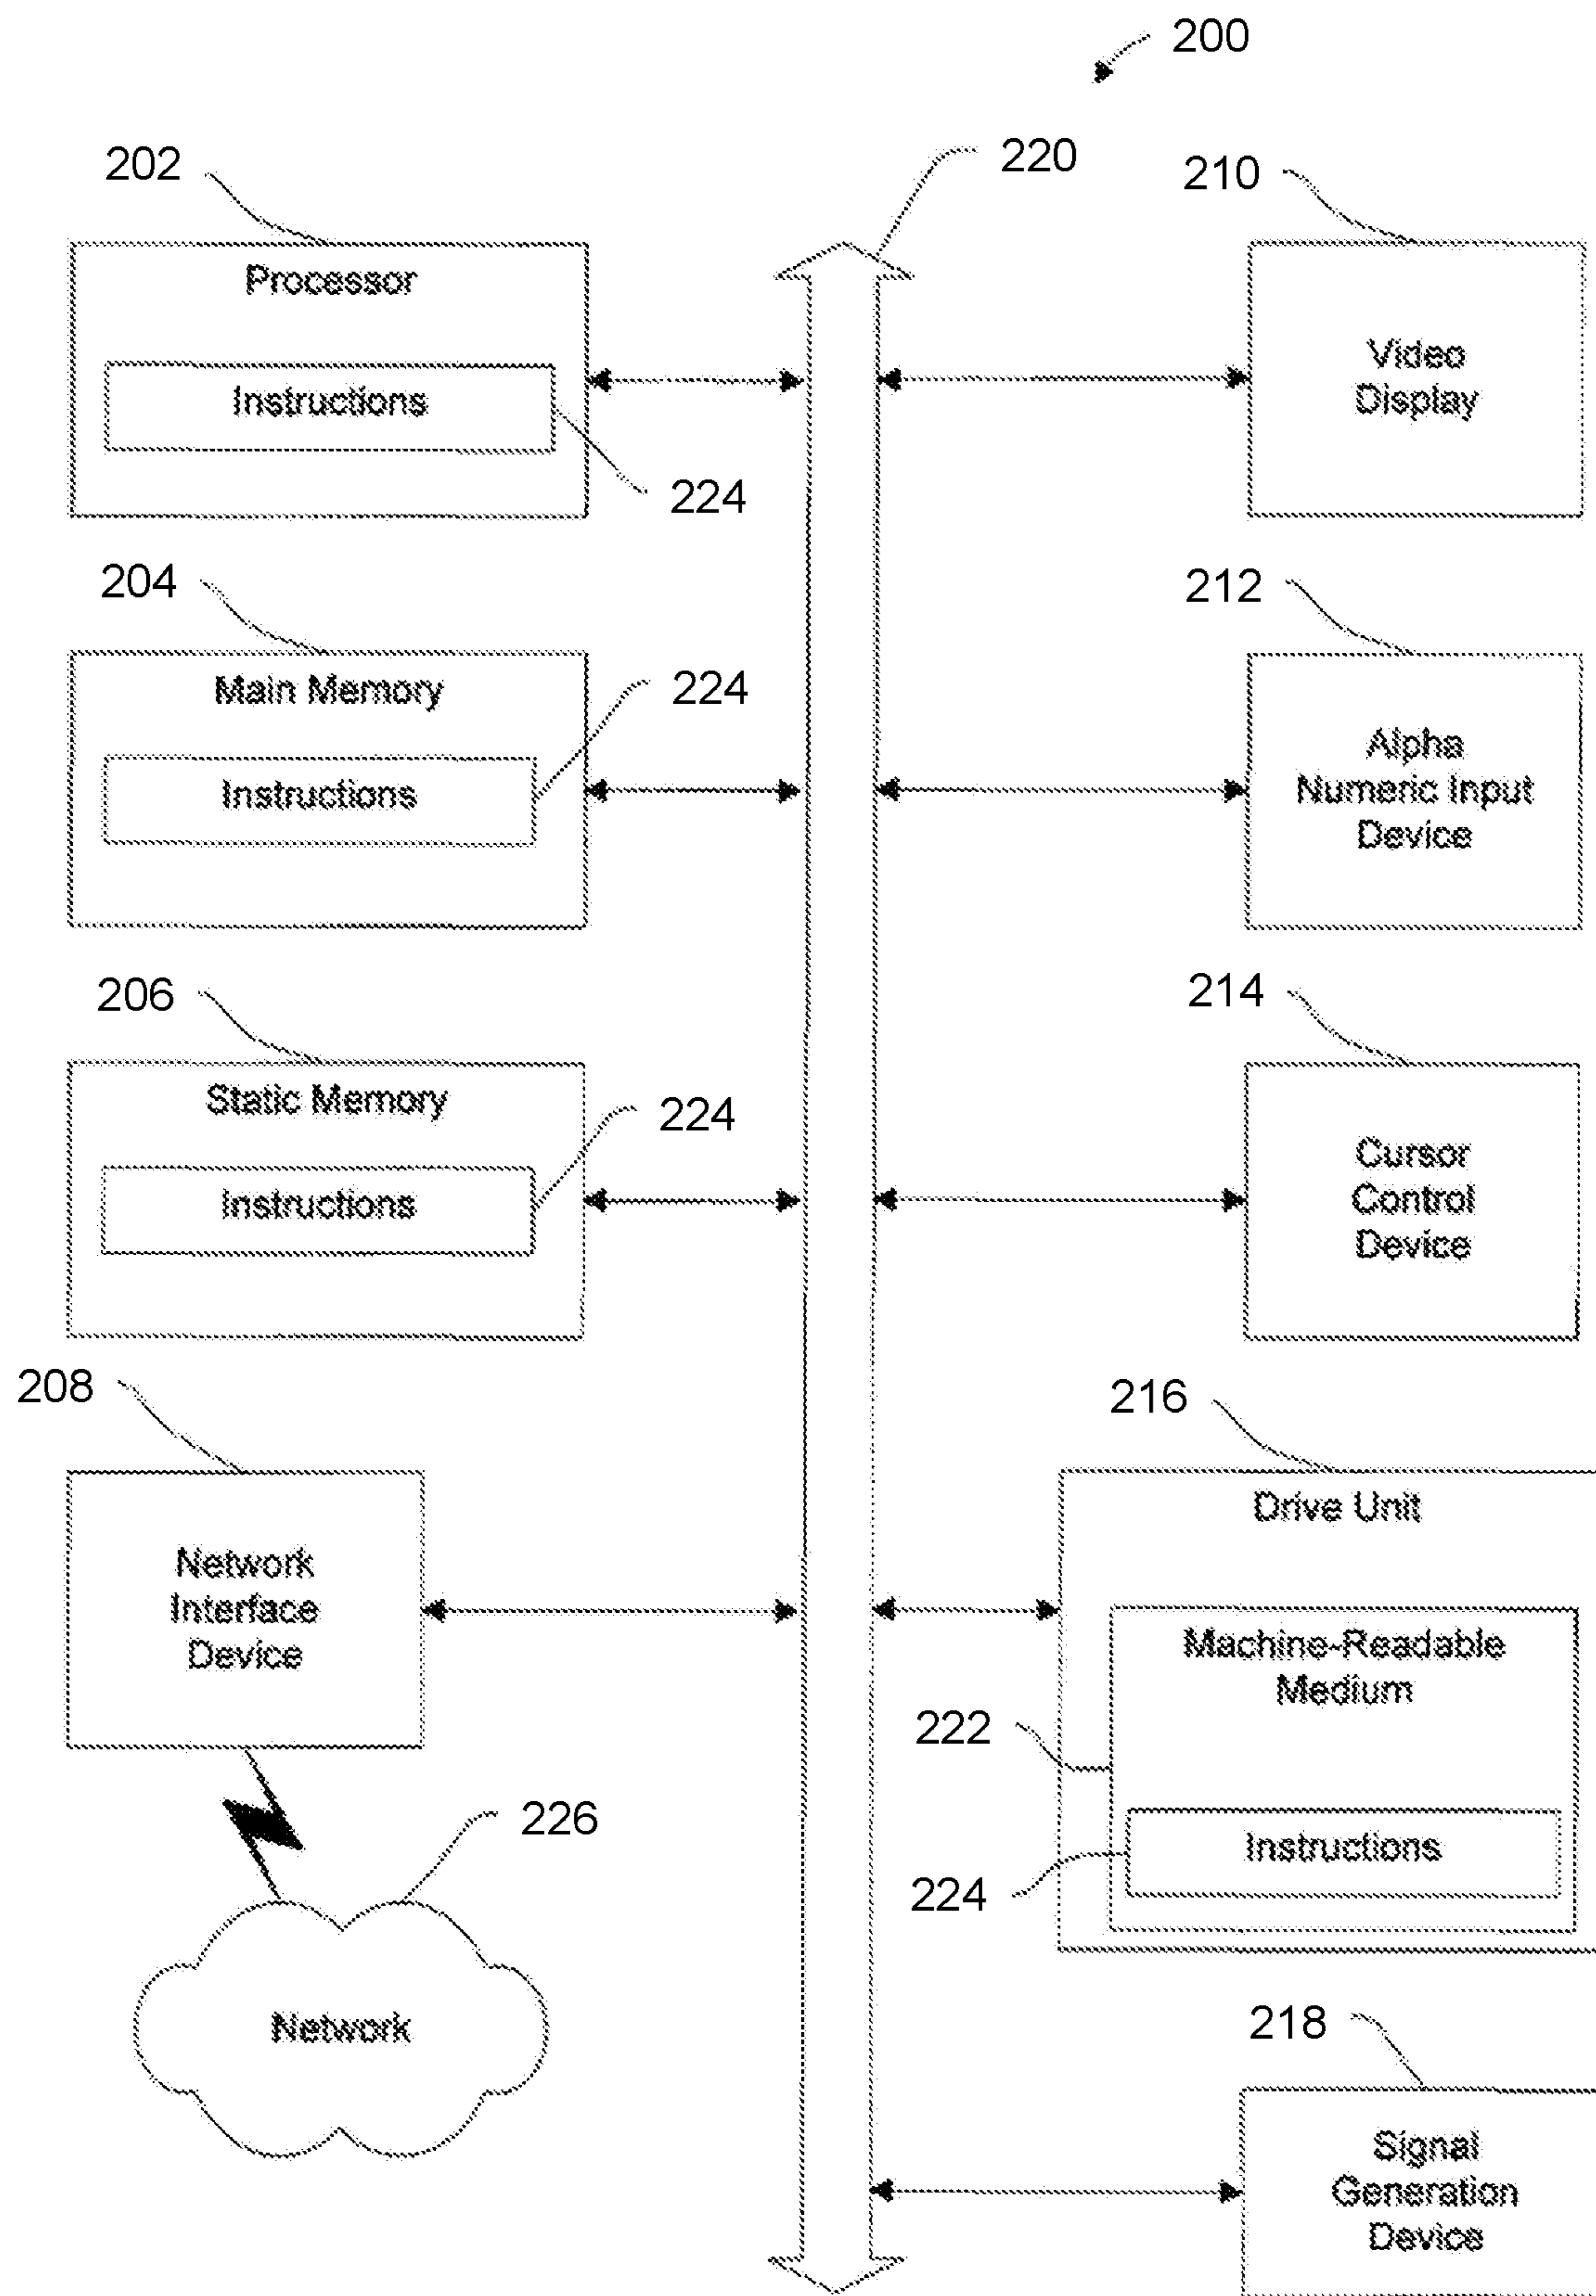 200
220
202
Processor
Instructions
224
210
Video
Display
204
Main Memory
Instructions
224
212
Alpha
Numeric Input
Device
206
Static Memory
Instructions
224
214
Cursor
Control
Device
208
Network
Interface
Device
216
Drive Unit
Machine-Readable
Medium
222
Instructions
224
226
Network
218
Signal
Generation
Device